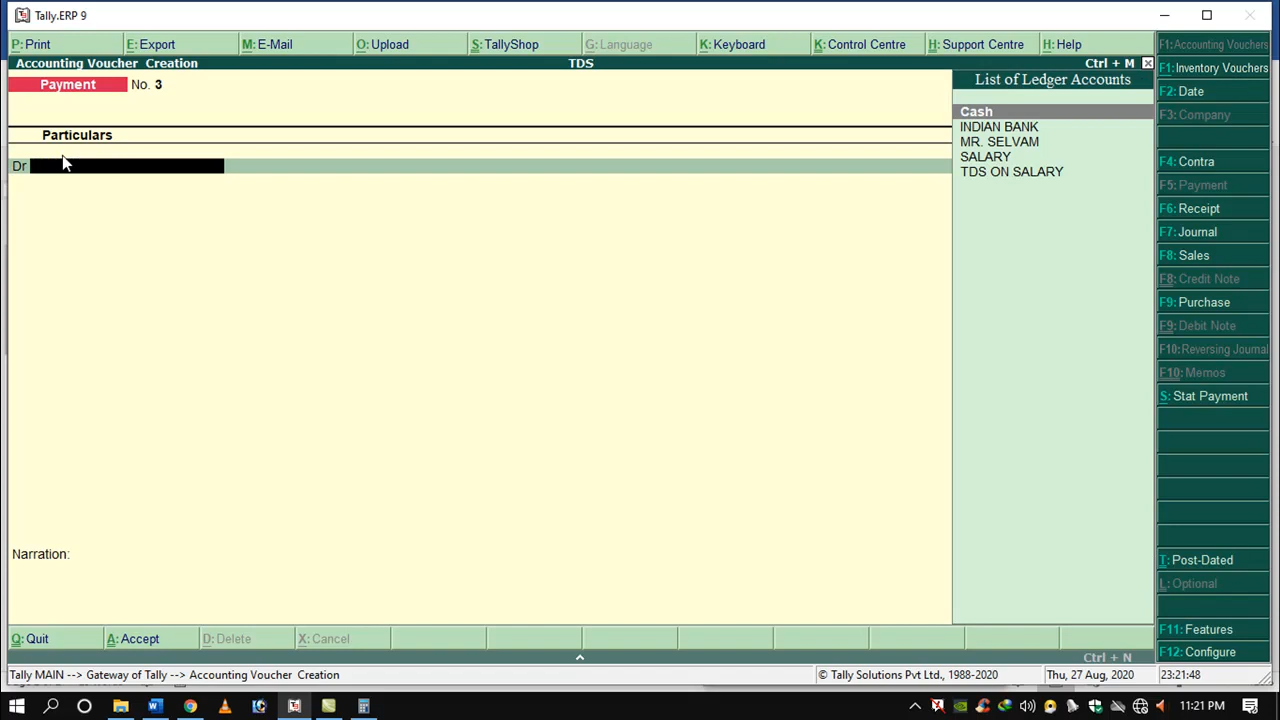 Tally.ERP 9
P: Print E: Export M: E-Mail O: Upload S: TallyShop G: Language K: Keyboard K: Control Centre H: Support Centre H: Help
Accounting Voucher Creation TDS Ctrl + M
Payment No. 3
Particulars
Dr
Narration:
List of Ledger Accounts
Cash
INDIAN BANK
MR. SELVAM
SALARY
TDS ON SALARY
F1: Accounting Vouchers
F1: Inventory Vouchers
F2: Date
F3: Company
F4: Contra
F5: Payment
F6: Receipt
F7: Journal
F8: Sales
F8: Credit Note
F9: Purchase
F9: Debit Note
F10: Reversing Journal
F10: Memos
S: Stat Payment
T: Post-Dated
L: Optional
F11: Features
F12: Configure
Q: Quit A: Accept D: Delete X: Cancel
Ctrl + N
Tally MAIN --> Gateway of Tally --> Accounting Voucher Creation © Tally Solutions Pvt Ltd., 1988-2020 Thu, 27 Aug, 2020 23:21:48
11:21 PM